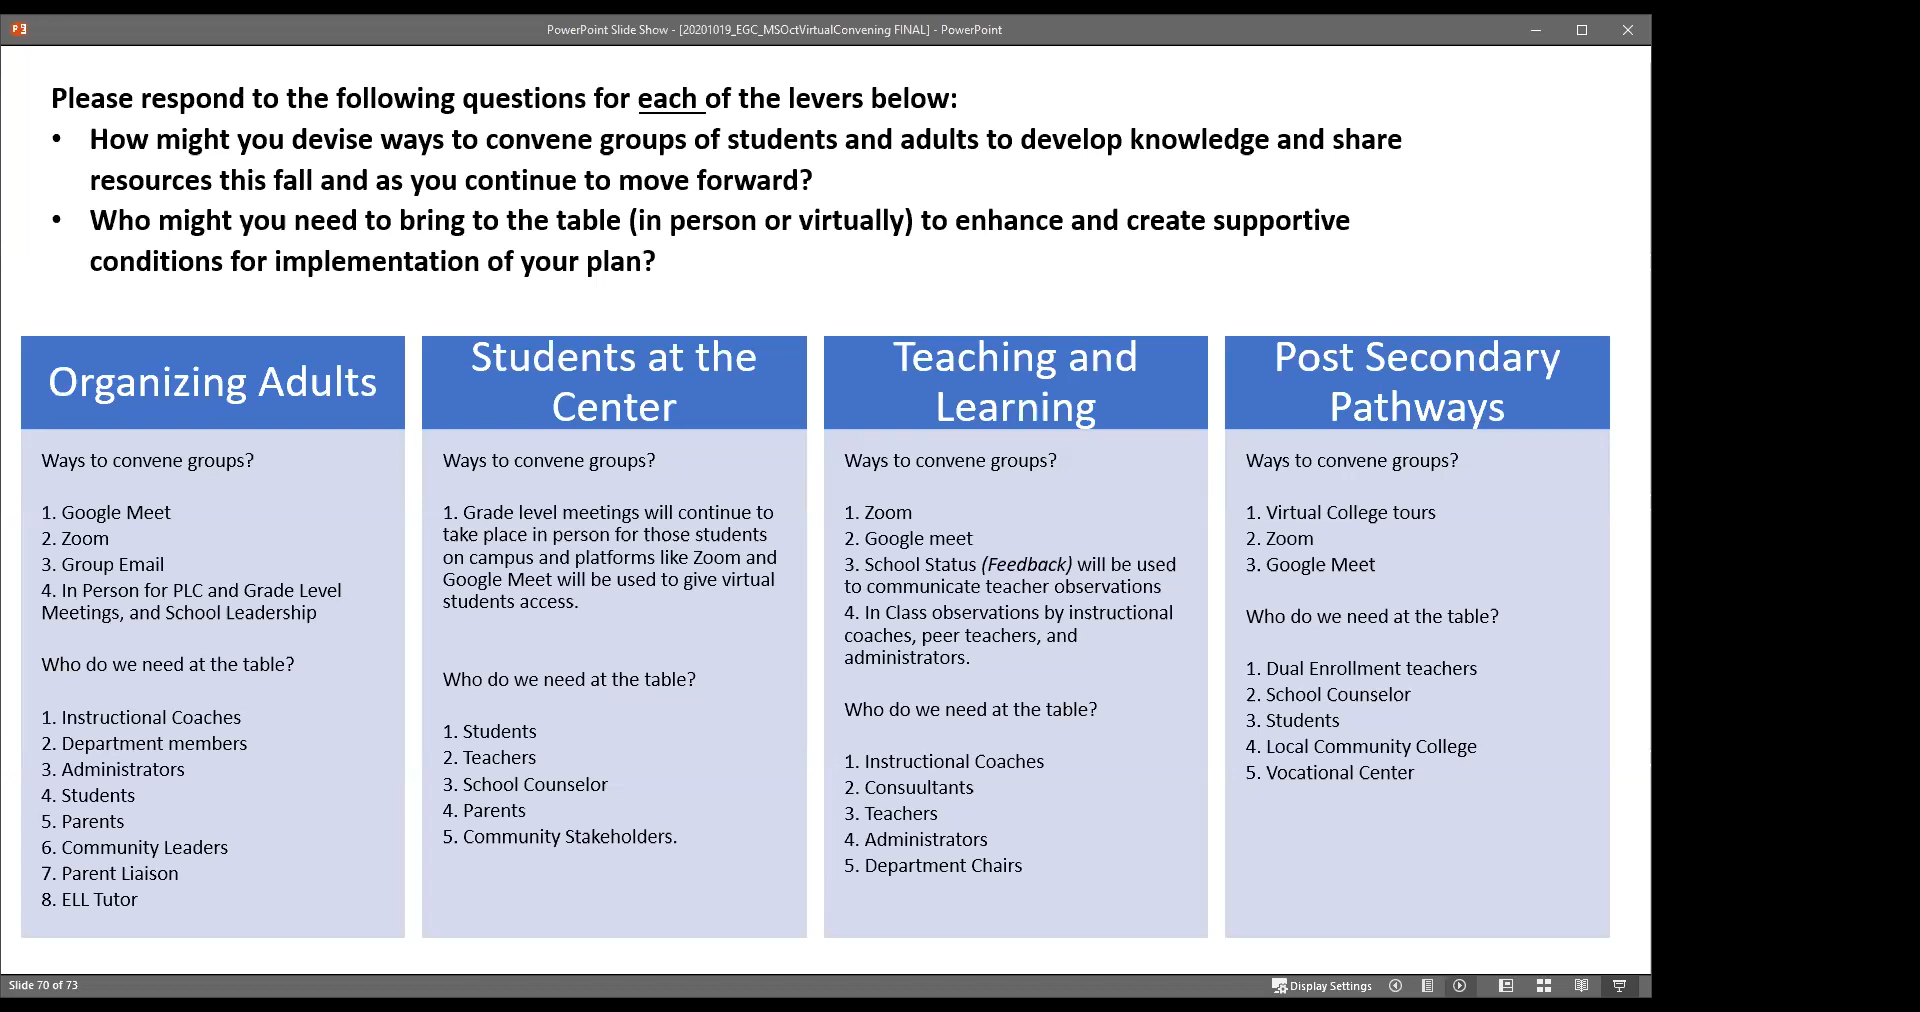 PowerPoint Slide Show - [20201019_EGC_MSOctVirtualConvening FINAL] - PowerPoint
Please respond to the following questions for each of the levers below:
• How might you devise ways to convene groups of students and adults to develop knowledge and share
resources this fall and as you continue to move forward?
• Who might you need to bring to the table (in person or virtually) to enhance and create supportive
conditions for implementation of your plan?
Organizing Adults
Ways to convene groups?
1. Google Meet
2. Zoom
3. Group Email
4. In Person for PLC and Grade Level
Meetings, and School Leadership
Who do we need at the table?
1. Instructional Coaches
2. Department members
3. Administrators
4. Students
5. Parents
6. Community Leaders
7. Parent Liaison
8. ELL Tutor
Students at the
Center
Ways to convene groups?
1. Grade level meetings will continue to
take place in person for those students
on campus and platforms like Zoom and
Google Meet will be used to give virtual
students access.
Who do we need at the table?
1. Students
2. Teachers
3. School Counselor
4. Parents
5. Community Stakeholders.
Teaching and
Learning
Ways to convene groups?
1. Zoom
2. Google meet
3. School Status (Feedback) will be used
to communicate teacher observations
4. In Class observations by instructional
coaches, peer teachers, and
administrators.
Who do we need at the table?
1. Instructional Coaches
2. Consuultants
3. Teachers
4. Administrators
5. Department Chairs
Post Secondary
Pathways
Ways to convene groups?
1. Virtual College tours
2. Zoom
3. Google Meet
Who do we need at the table?
1. Dual Enrollment teachers
2. School Counselor
3. Students
4. Local Community College
5. Vocational Center
Slide 70 of 73
Display Settings